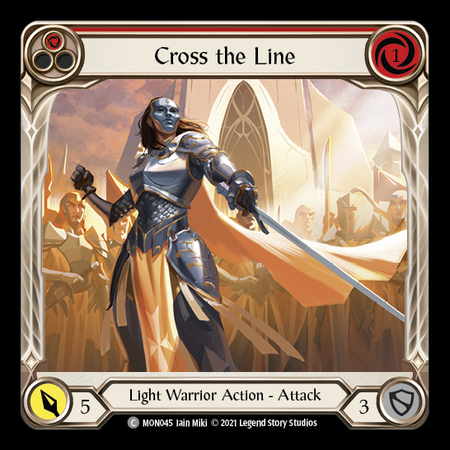 Cross the Line
1
Light Warrior Action - Attack
5
3
C MON045 Iain Miki © 2021 Legend Story Studios